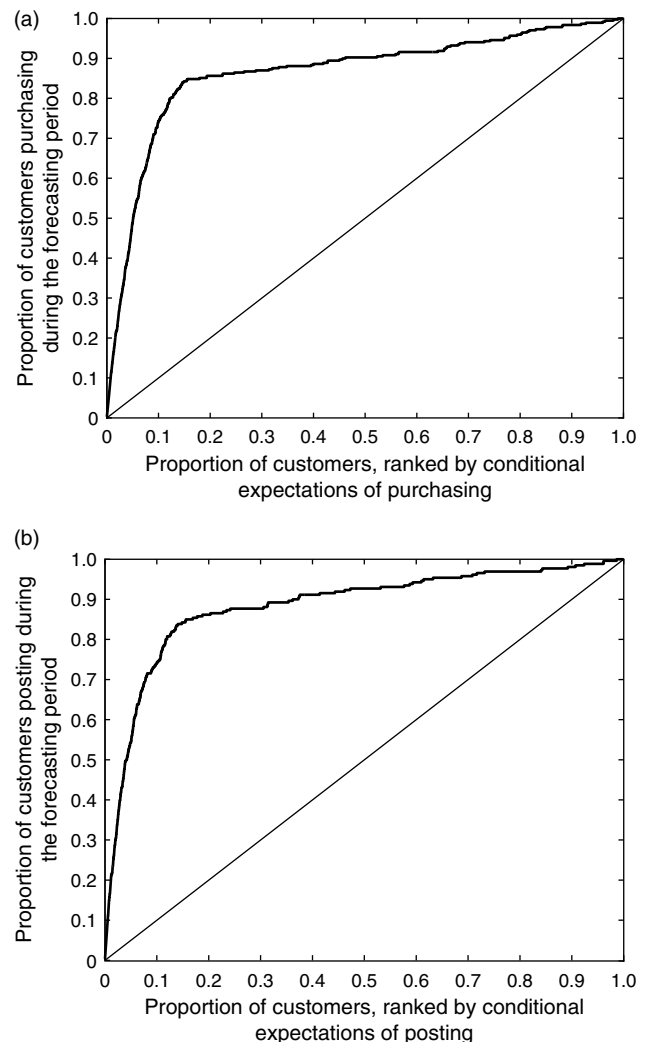 (a)
Proportion of customers purchasing
during the forecasting period
1.0
0.9
0.8
0.7
0.6
0.5
0.4
0.3
0.2
0.1
0
0 0.1 0.2 0.3 0.4 0.5 0.6 0.7 0.8 0.9 1.0
Proportion of customers, ranked by conditional
expectations of purchasing
(b)
Proportion of customers posting during
the forecasting period
1.0
0.9
0.8
0.7
0.6
0.5
0.4
0.3
0.2
0.1
0
0 0.1 0.2 0.3 0.4 0.5 0.6 0.7 0.8 0.9 1.0
Proportion of customers, ranked by conditional
expectations of posting